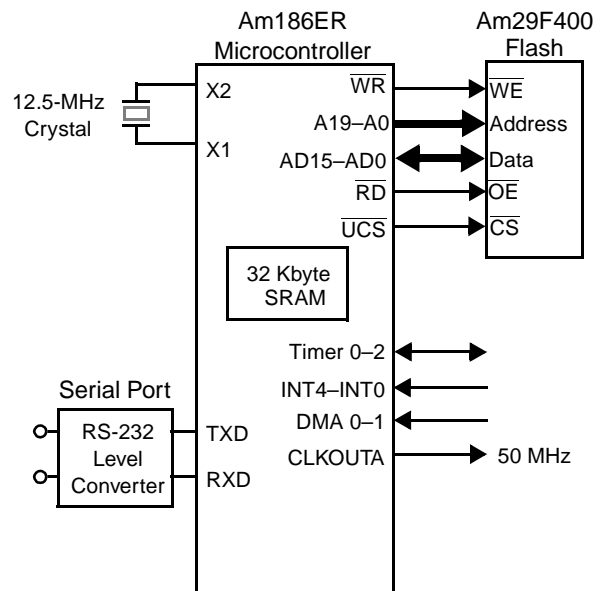 Am186ER
Microcontroller
Am29F400
Flash
12.5-MHz
Crystal
X2
X1
WR
A19–A0
AD15–AD0
RD
UCS
WE
Address
Data
OE
CS
32 Kbyte
SRAM
Timer 0–2
INT4–INT0
DMA 0–1
CLKOUTA
50 MHz
Serial Port
RS-232
Level
Converter
TXD
RXD